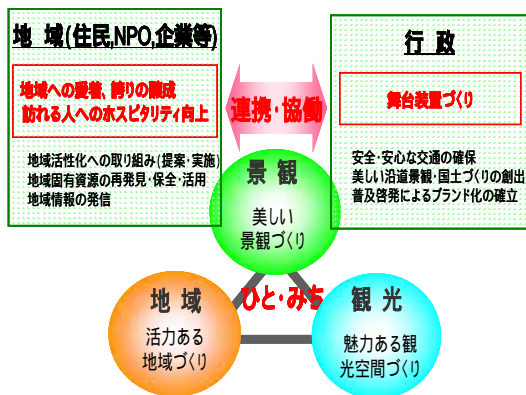 地 域(住民,NPO,企業等)
地域への愛着、誇りの醸成
訪れる人へのホスピタリティ向上
地域活性化への取り組み(提案・実施)
地域固有資源の再発見・保全・活用
地域情報の発信
連携・協働
行 政
舞台装置づくり
安全・安心な交通の確保
美しい沿道景観・国土づくりの創出
普及啓発によるブランド化の確立
景 観
美しい
景観づくり
ひと・みち
地 域
活力ある
地域づくり
観 光
魅力ある観
光空間づくり